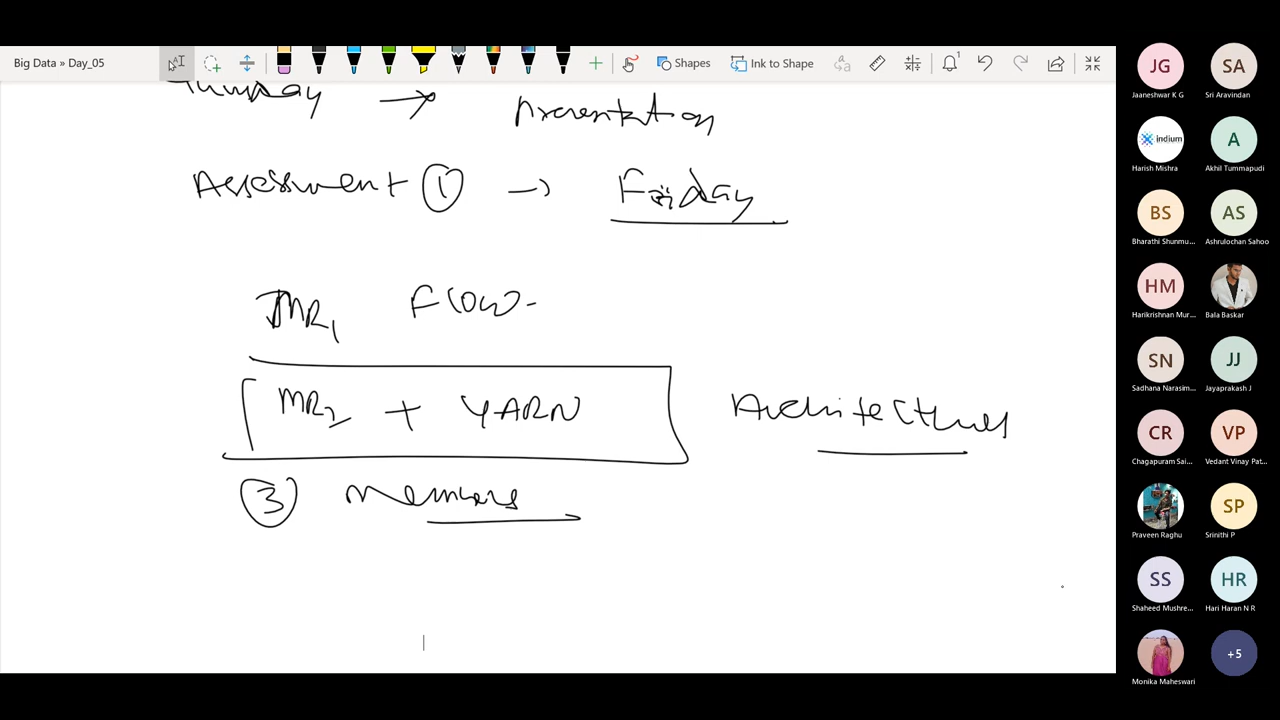 Big Data » Day_05
Shapes
Ink to Shape
1
→ Presentation
Assessment ① → Friday
MR1 Flow-
MR2 + YARN Architecture
③ members
JG
Jaaneshwar K G
SA
Sri Aravindan
indium
Harish Mishra
A
Akhil Tummapudi
BS
Bharathi Shunmu...
AS
Ashrulochan Sahoo
HM
Harikrishnan Mur...
Bala Baskar
SN
Sadhana Narasim...
JJ
Jayaprakash J
CR
Chagapuram Sai...
VP
Vedant Vinay Pat...
Praveen Raghu
SP
Srinithi P
SS
Shaheed Mushre...
HR
Hari Haran N R
Monika Maheswari
+5